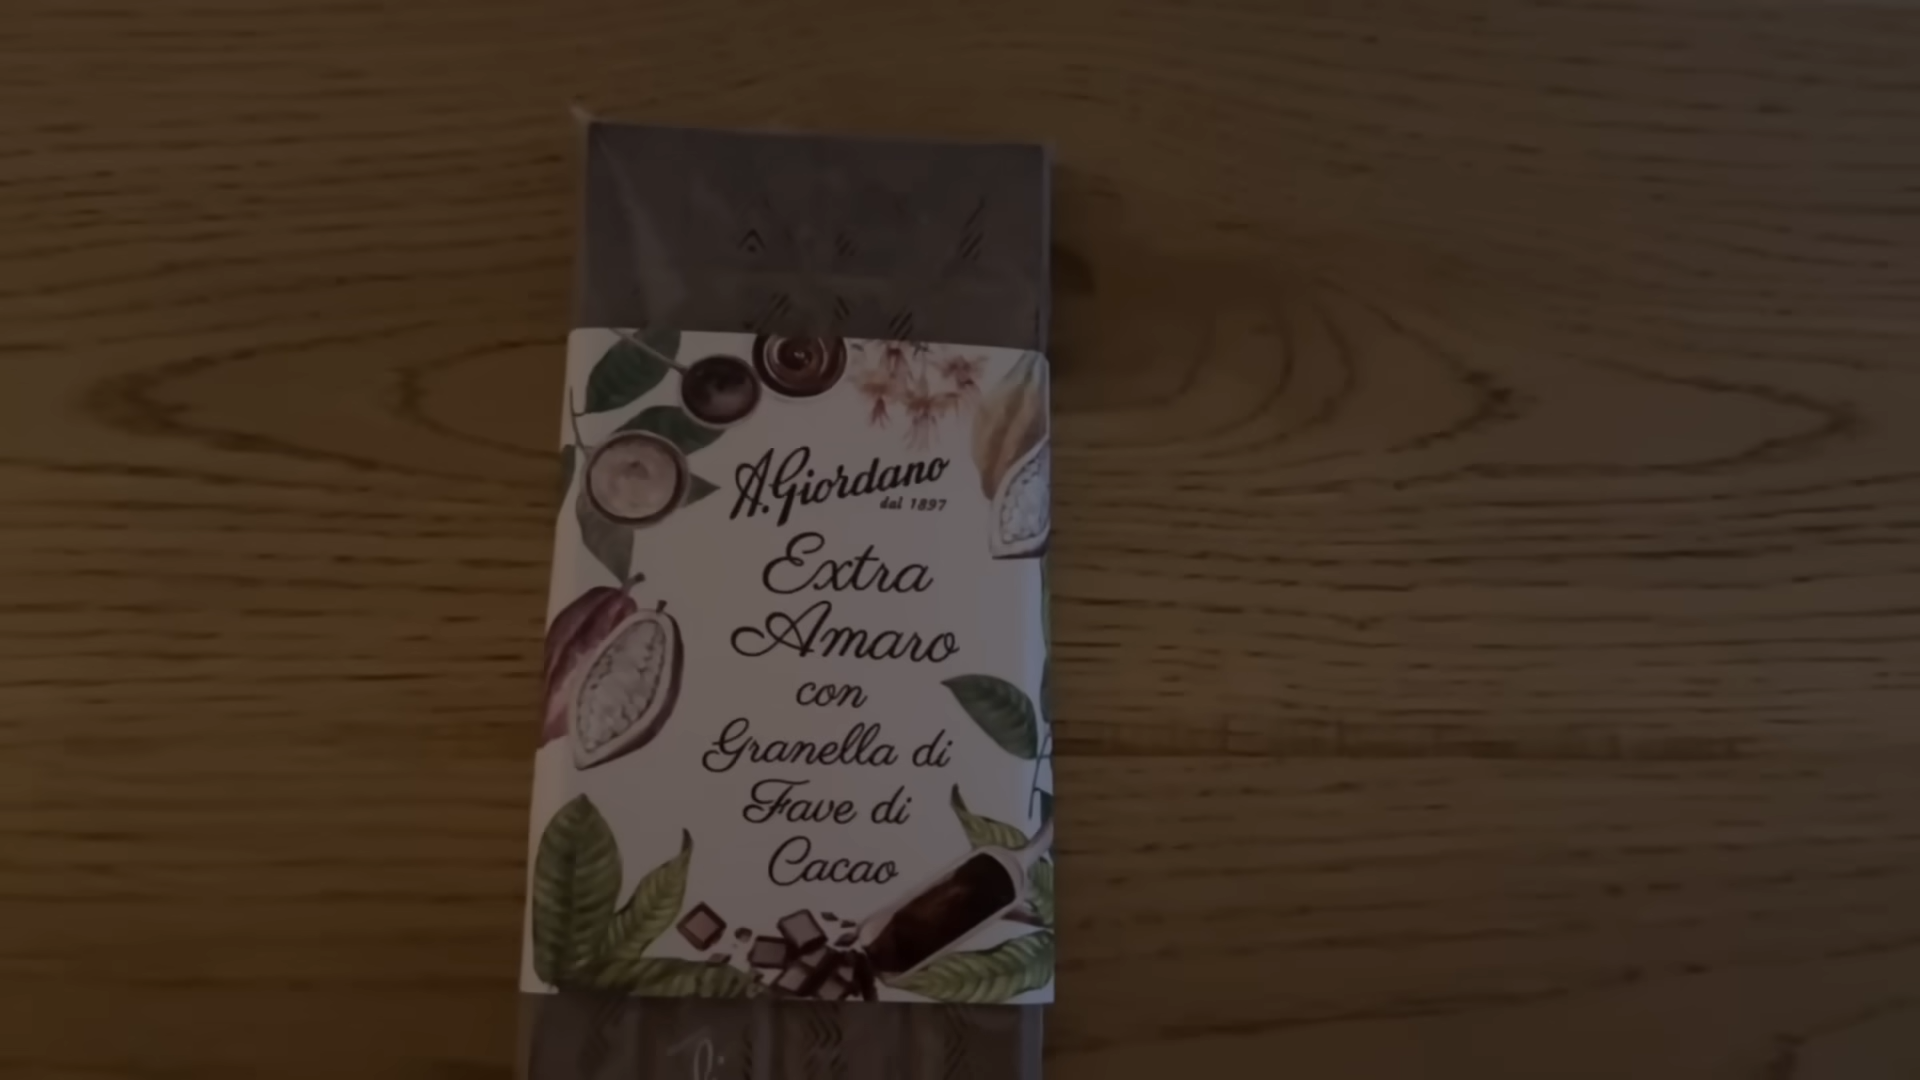 A. Giordano
dal 1897
Extra
Amaro
con
Granella di
Fave di
Cacao